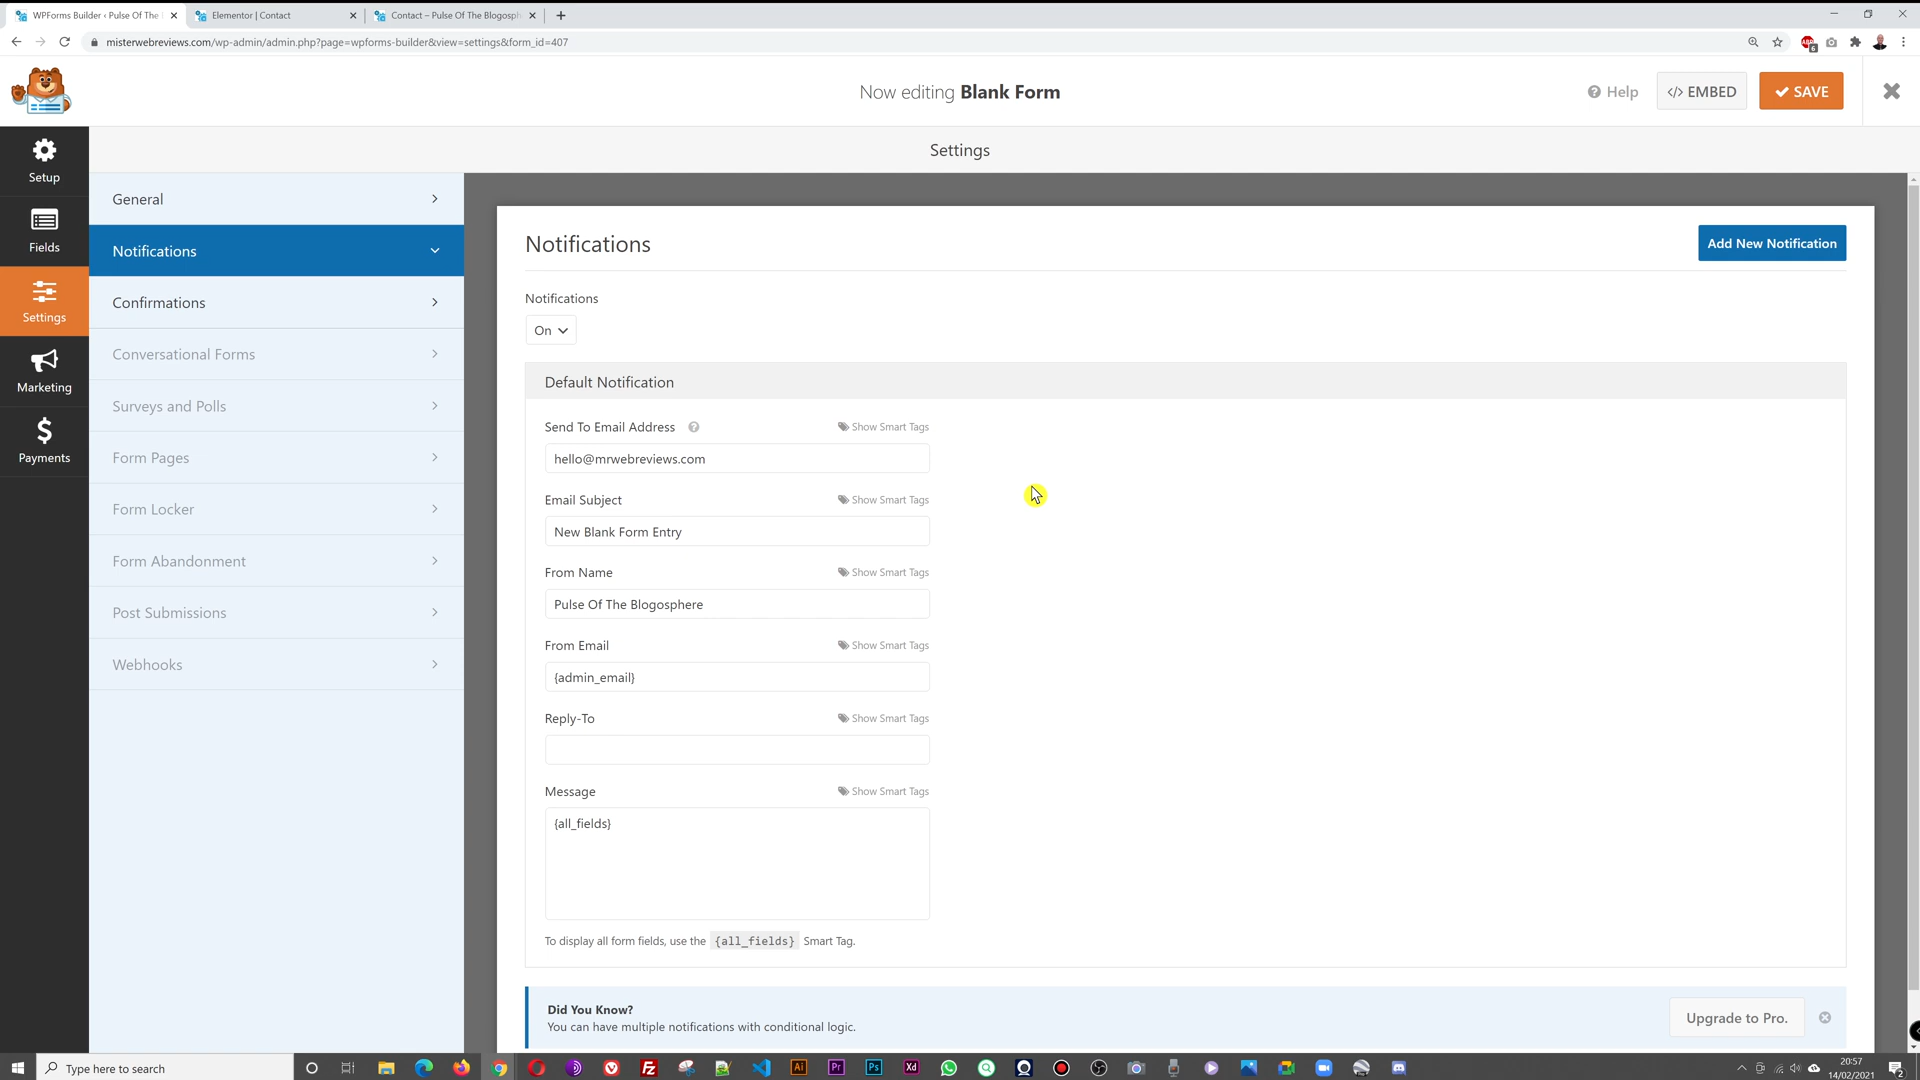 WPForms Builder ‹ Pulse Of The
Elementor | Contact
Contact – Pulse Of The Blogosph
misterwebreviews.com/wp-admin/admin.php?page=wpforms-builder&view=settings&form_id=407
Now editing Blank Form
Help
</> EMBED
SAVE
Settings
Setup
Fields
Settings
Marketing
Payments
General
Notifications
Confirmations
Conversational Forms
Surveys and Polls
Form Pages
Form Locker
Form Abandonment
Post Submissions
Webhooks
Notifications
Add New Notification
Notifications
On
Default Notification
Send To Email Address
Show Smart Tags
hello@mrwebreviews.com
Email Subject
Show Smart Tags
New Blank Form Entry
From Name
Show Smart Tags
Pulse Of The Blogosphere
From Email
Show Smart Tags
{admin_email}
Reply-To
Show Smart Tags
Message
Show Smart Tags
{all_fields}
To display all form fields, use the {all_fields} Smart Tag.
Did You Know?
You can have multiple notifications with conditional logic.
Upgrade to Pro.
Type here to search
20:57
14/02/2021